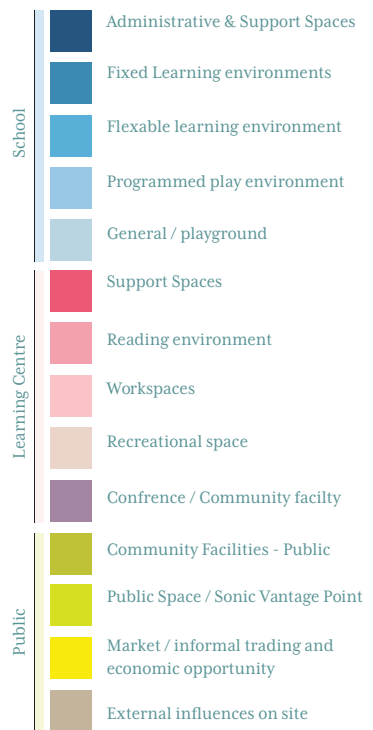 School
Administrative & Support Spaces
Fixed Learning environments
Flexable learning environment
Programmed play environment
General / playground
Learning Centre
Support Spaces
Reading environment
Workspaces
Recreational space
Confrence / Community facilty
Public
Community Facilities - Public
Public Space / Sonic Vantage Point
Market / informal trading and
economic opportunity
External influences on site